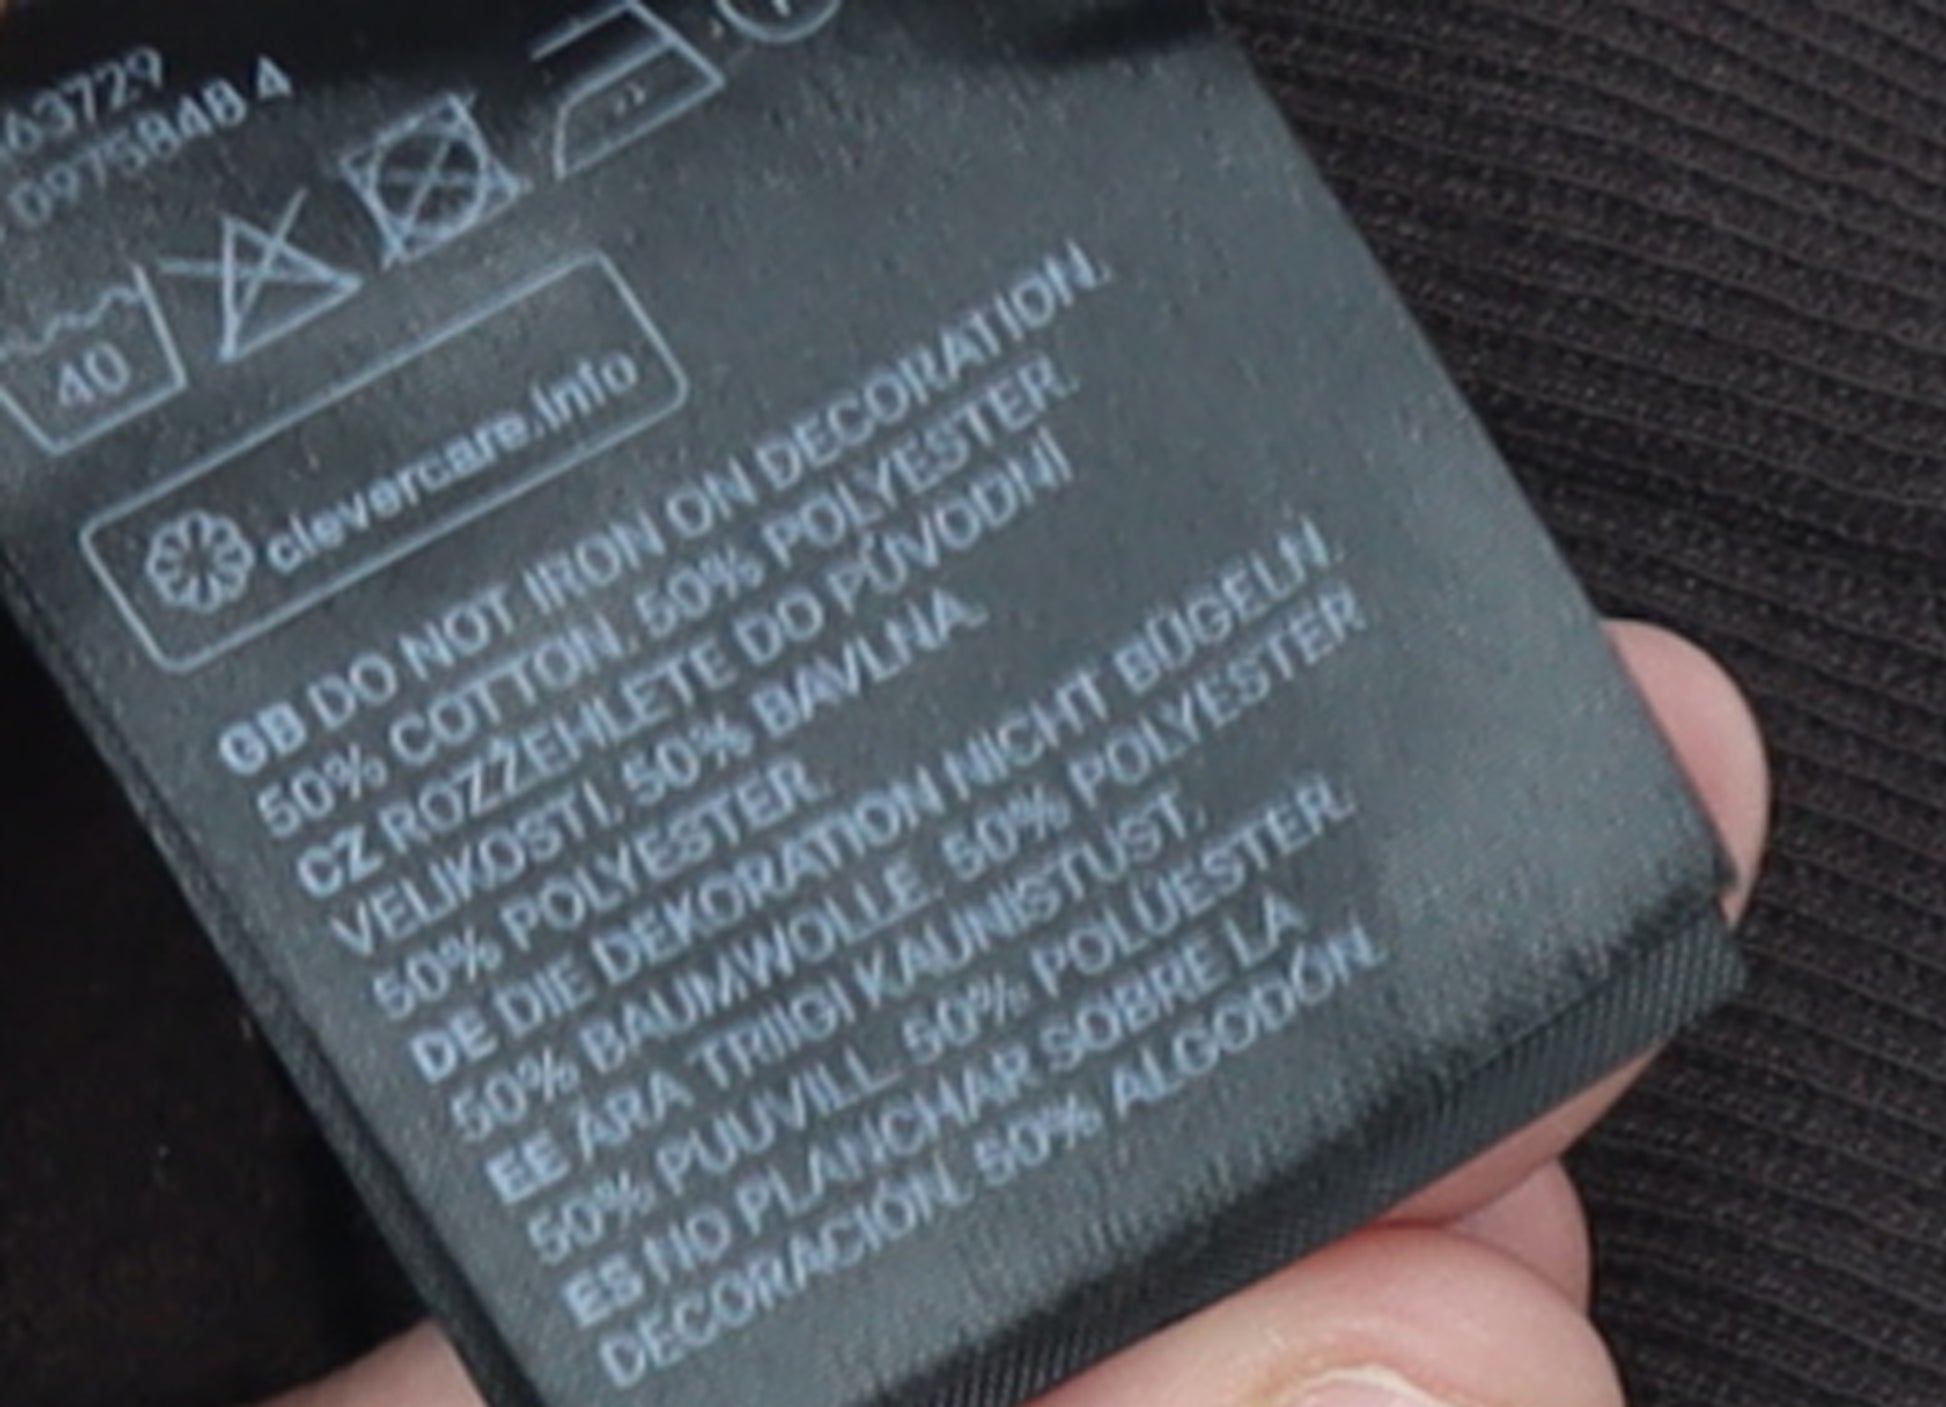 63729
0975848 4
40
clevercare.info
GB DO NOT IRON ON DECORATION.
50% COTTON, 50% POLYESTER.
CZ ROZŽEHLETE DO PŮVODNÍ
VELIKOSTI, 50% BAVLNA.
50% POLYESTER
DE DIE DEKORATION NICHT BÜGELN.
50% BAUMWOLLE, 50% POLYESTER
EE ÄRA TRIIGI KAUNISTUST.
50% PUUVILL. 50% POLÜESTER.
ES NO PLANCHAR SOBRE LA
DECORACIÓN. 50% ALGODÓN.